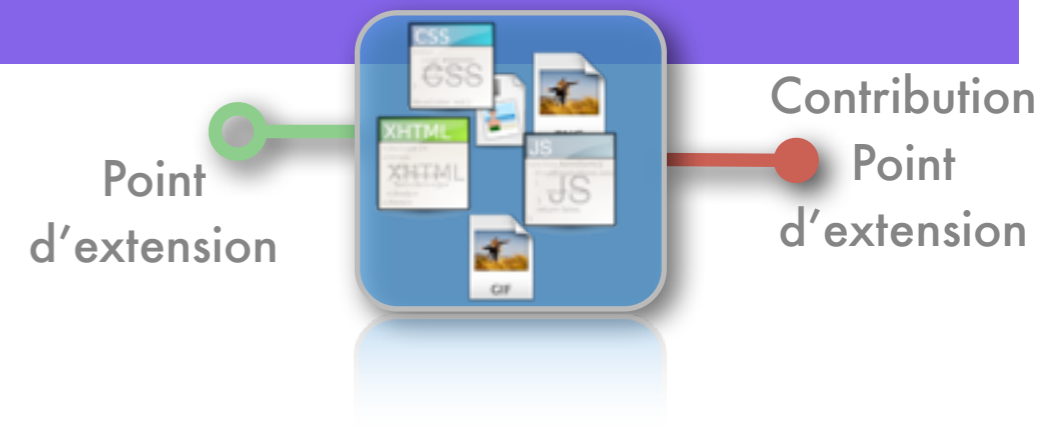 CSS
CSS
XHTML
XHTML
JS
JS
GIF
Point
d’extension
Contribution
Point
d’extension